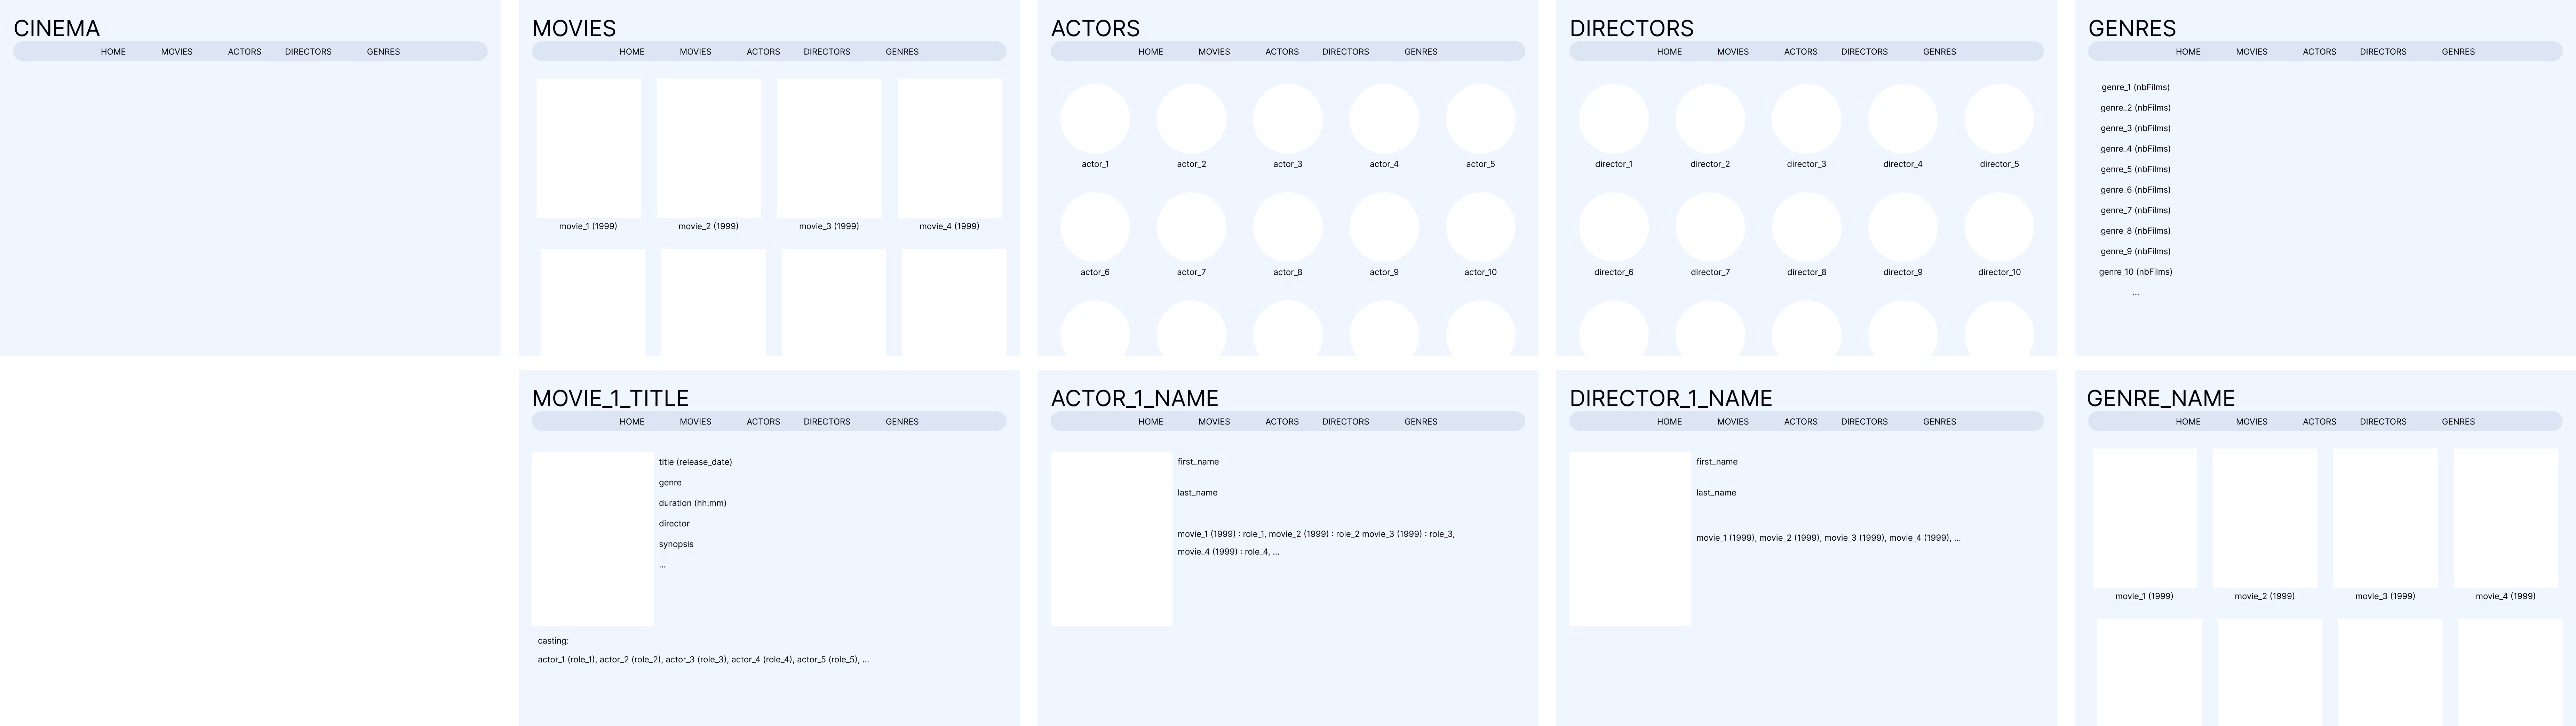 CINEMA
HOME MOVIES ACTORS DIRECTORS GENRES
MOVIES
HOME MOVIES ACTORS DIRECTORS GENRES
movie_1 (1999) movie_2 (1999) movie_3 (1999) movie_4 (1999)
ACTORS
HOME MOVIES ACTORS DIRECTORS GENRES
actor_1 actor_2 actor_3 actor_4 actor_5
actor_6 actor_7 actor_8 actor_9 actor_10
DIRECTORS
HOME MOVIES ACTORS DIRECTORS GENRES
director_1 director_2 director_3 director_4 director_5
director_6 director_7 director_8 director_9 director_10
GENRES
HOME MOVIES ACTORS DIRECTORS GENRES
genre_1 (nbFilms)
genre_2 (nbFilms)
genre_3 (nbFilms)
genre_4 (nbFilms)
genre_5 (nbFilms)
genre_6 (nbFilms)
genre_7 (nbFilms)
genre_8 (nbFilms)
genre_9 (nbFilms)
genre_10 (nbFilms)
...
MOVIE_1_TITLE
HOME MOVIES ACTORS DIRECTORS GENRES
title (release_date)
genre
duration (hh:mm)
director
synopsis
...
casting:
actor_1 (role_1), actor_2 (role_2), actor_3 (role_3), actor_4 (role_4), actor_5 (role_5), ...
ACTOR_1_NAME
HOME MOVIES ACTORS DIRECTORS GENRES
first_name
last_name
movie_1 (1999) : role_1, movie_2 (1999) : role_2 movie_3 (1999) : role_3,
movie_4 (1999) : role_4, ...
DIRECTOR_1_NAME
HOME MOVIES ACTORS DIRECTORS GENRES
first_name
last_name
movie_1 (1999), movie_2 (1999), movie_3 (1999), movie_4 (1999), ...
GENRE_NAME
HOME MOVIES ACTORS DIRECTORS GENRES
movie_1 (1999) movie_2 (1999) movie_3 (1999) movie_4 (1999)